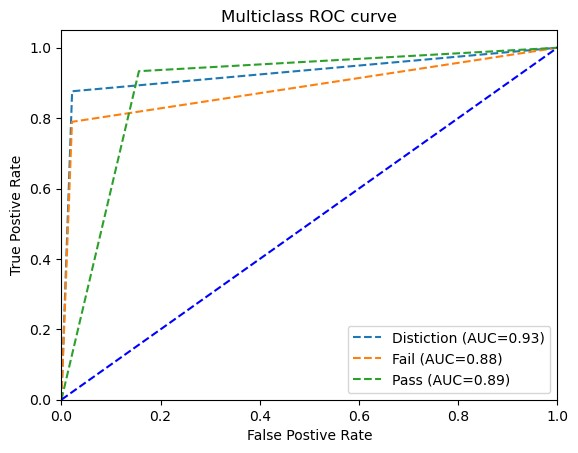 Multiclass ROC curve
True Postive Rate
1.0
0.8
0.6
0.4
0.2
0.0
Distiction (AUC=0.93)
Fail (AUC=0.88)
Pass (AUC=0.89)
0.0 0.2 0.4 0.6 0.8 1.0
False Postive Rate